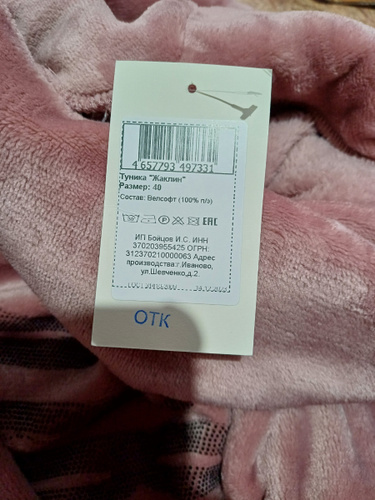 4 657793 497331
Туника "Жаклин"
Размер: 40
Состав: Велсофт (100% п/э)
EAC
ИП Бойцов И.С. ИНН
370203955425 ОГРН:
312370210000063 Адрес
производства:г.Иваново,
ул.Шевченко,д.2.
ОТК